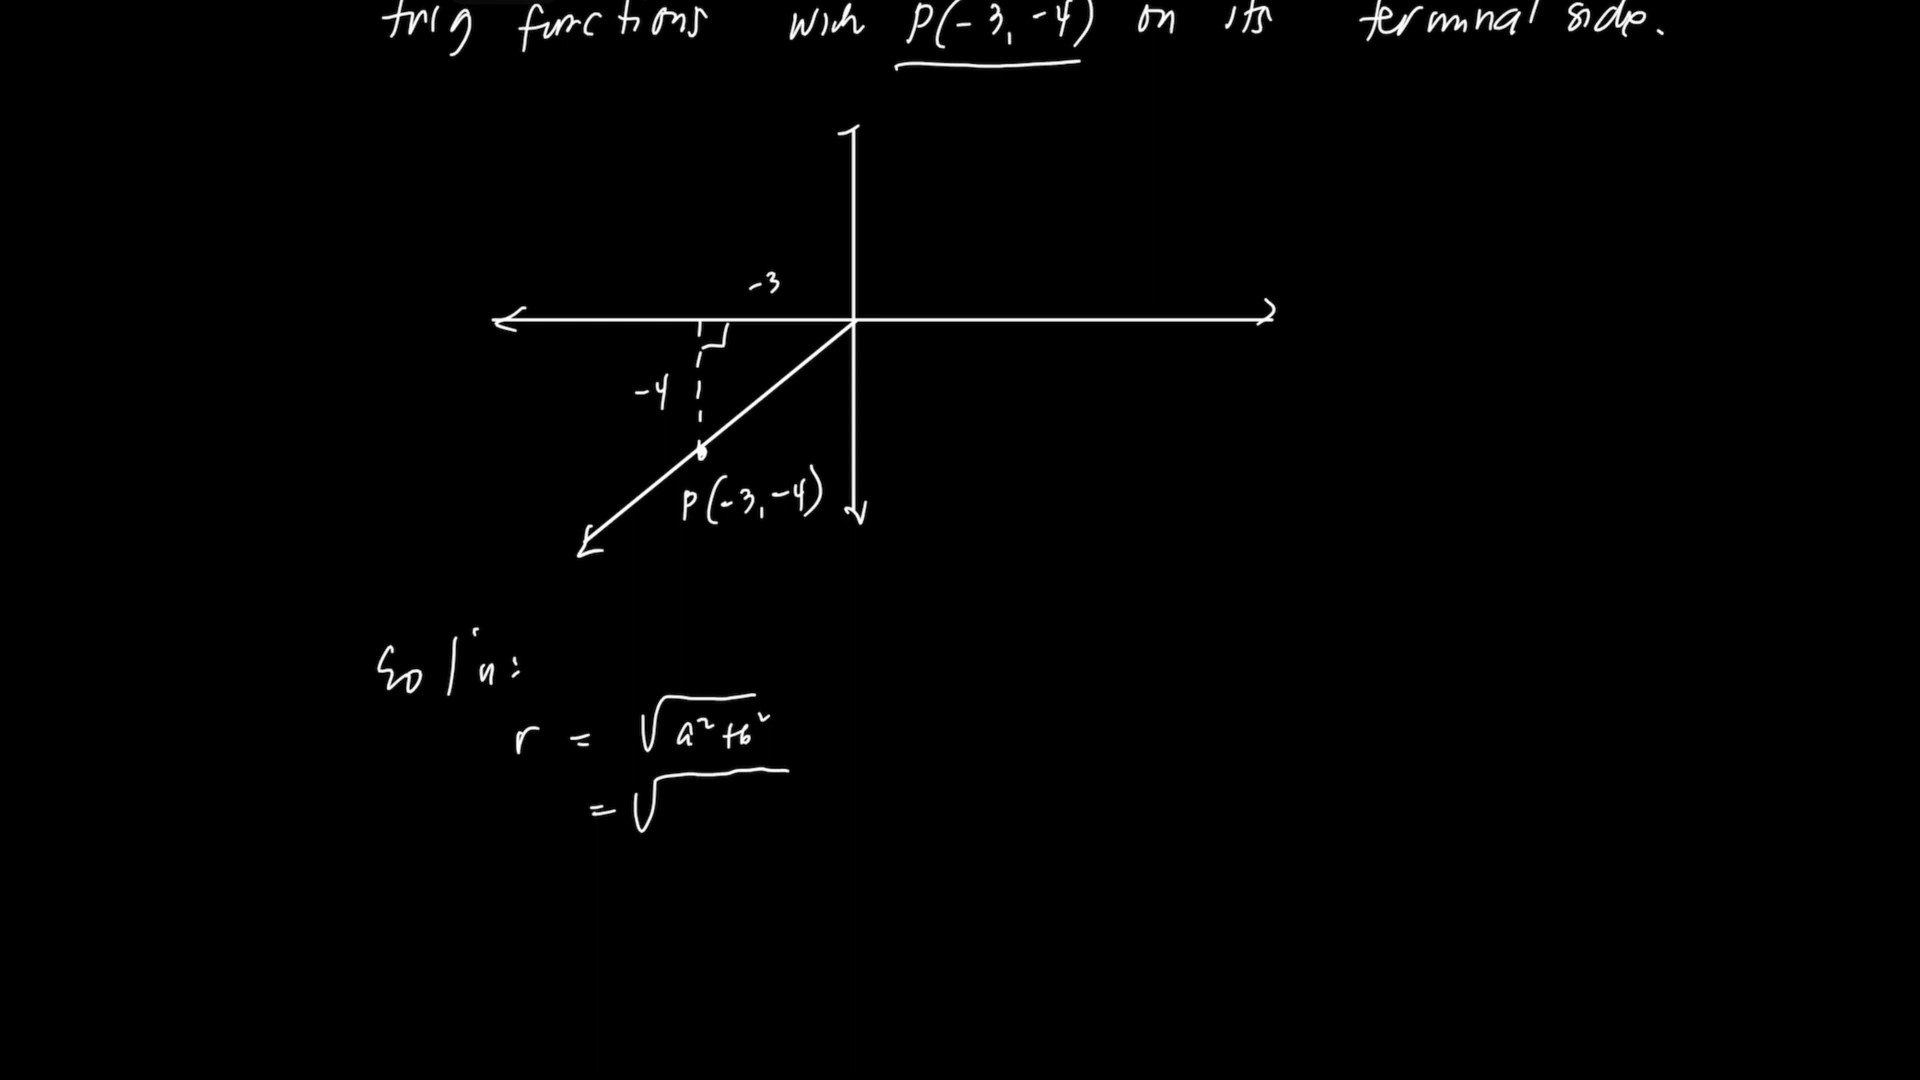 trig functions with P(-3, -4) on its terminal side.
-3
-4
P(-3, -4)
Sol'n:
r = √a² + b²
= √